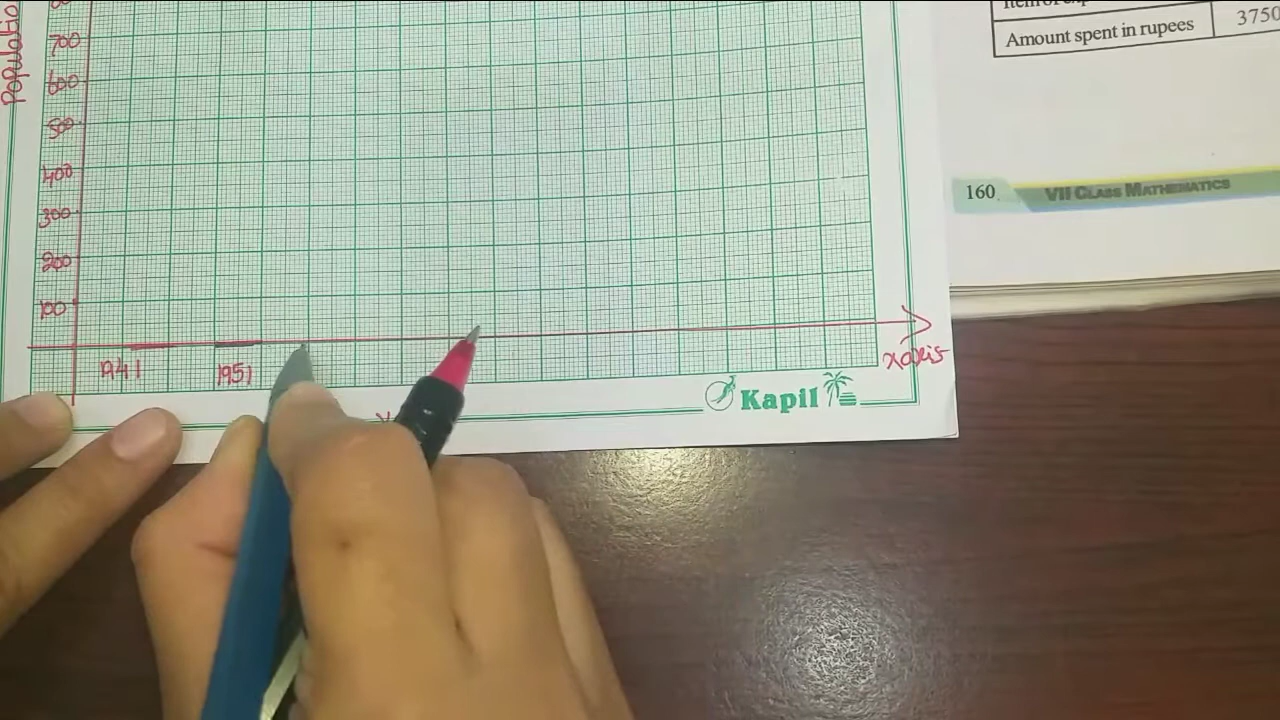 Amount spent in rupees 3750
Populatio
700
600
500
400
300
200
100
1941 1951
x axis
Kapil
160 VII CLASS MATHEMATICS